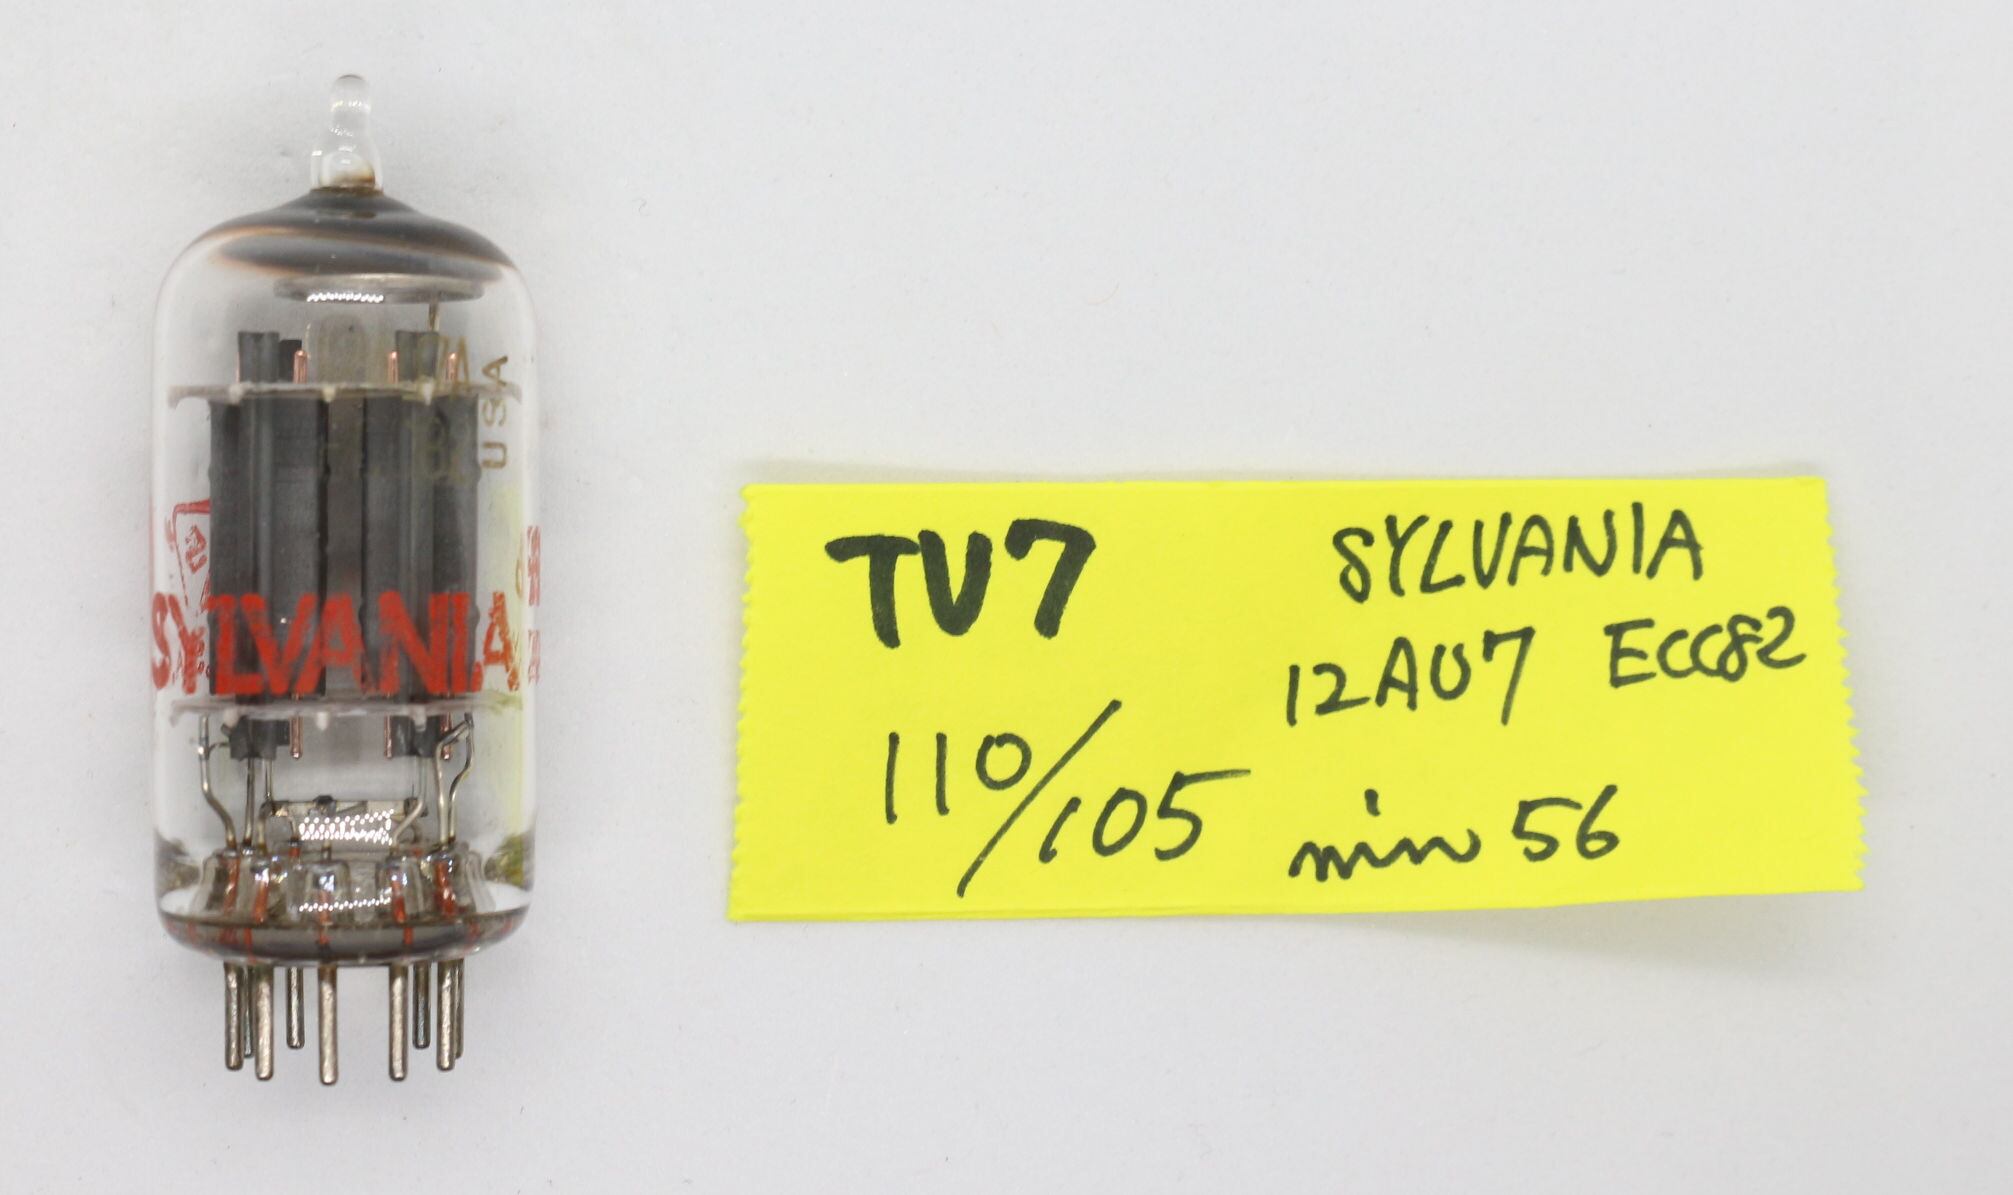 SYLVANIA
USA
TV7
110/105
SYLVANIA
12AU7 ECC82
min 56